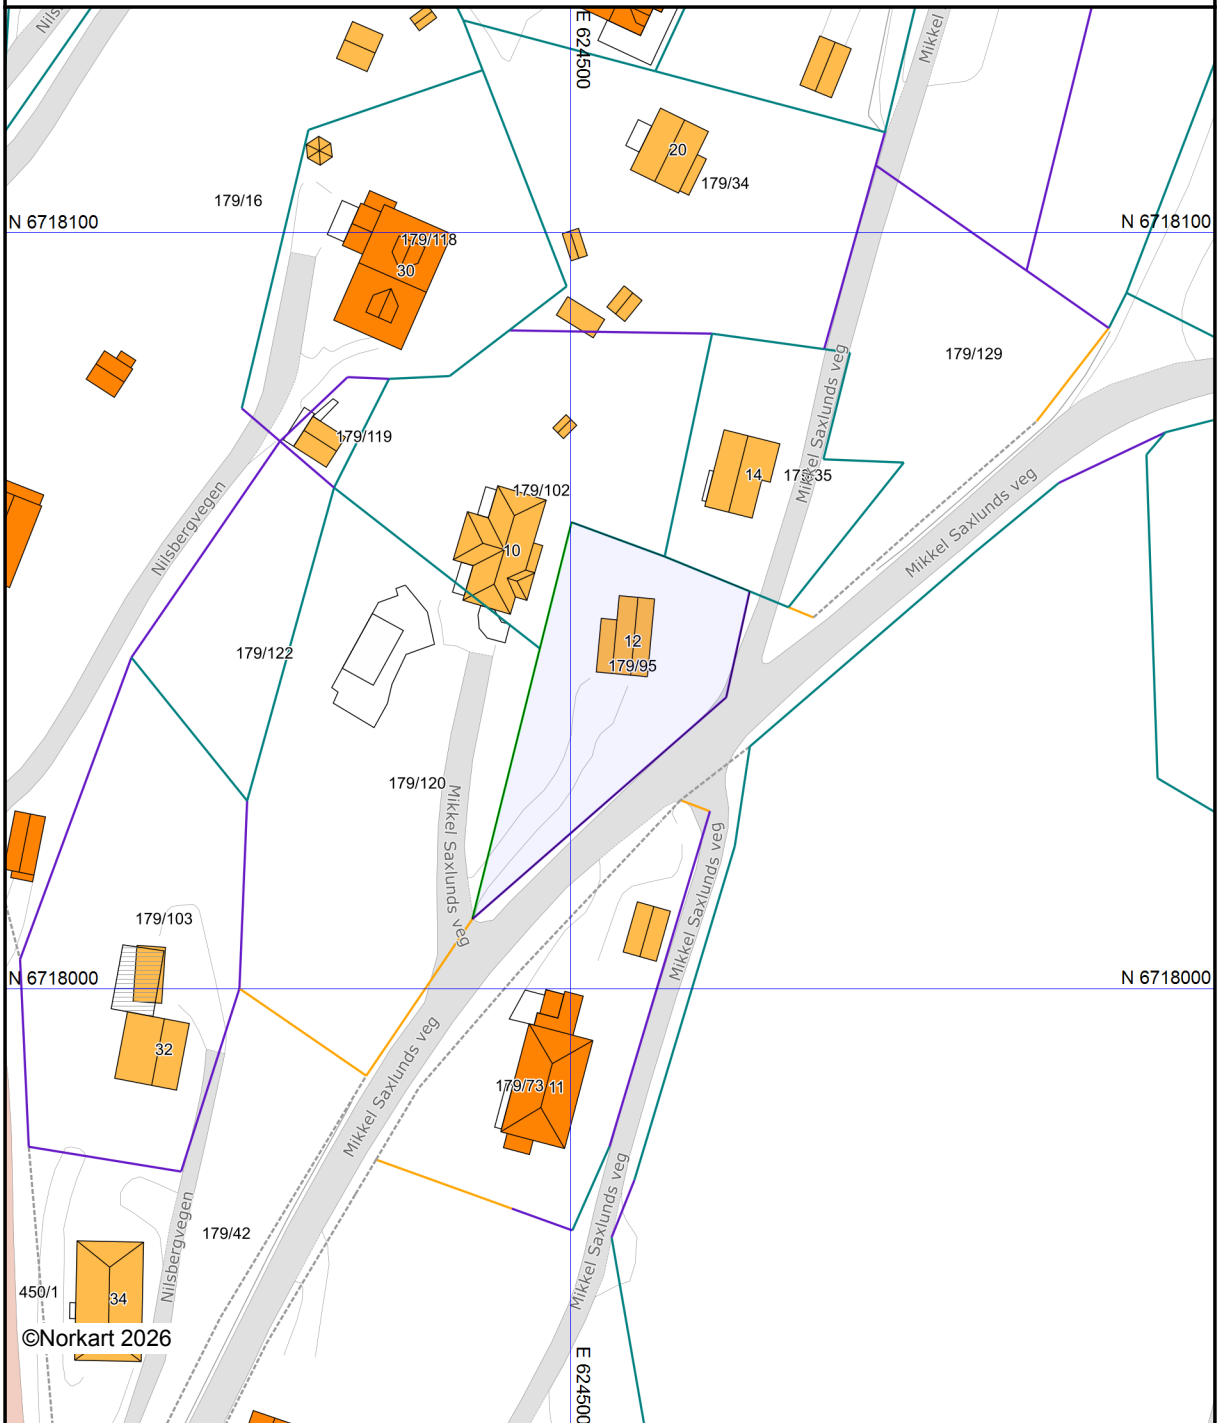 Nils
E 624500
Mikkel
20
179/34
179/16
N 6718100
N 6718100
179/118
30
179/129
Mikkel Saxlunds veg
179/119
14
179/102
Mikkel Saxlunds veg
Nilsbergvegen
10
12
179/95
179/122
179/120
Mikkel Saxlunds veg
Mikkel Saxlunds veg
179/103
N 6718000
N 6718000
32
Mikkel Saxlunds veg
179/73
11
Mikkel Saxlunds veg
Nilsbergvegen
179/42
450/1
34
©Norkart 2026
E 624500